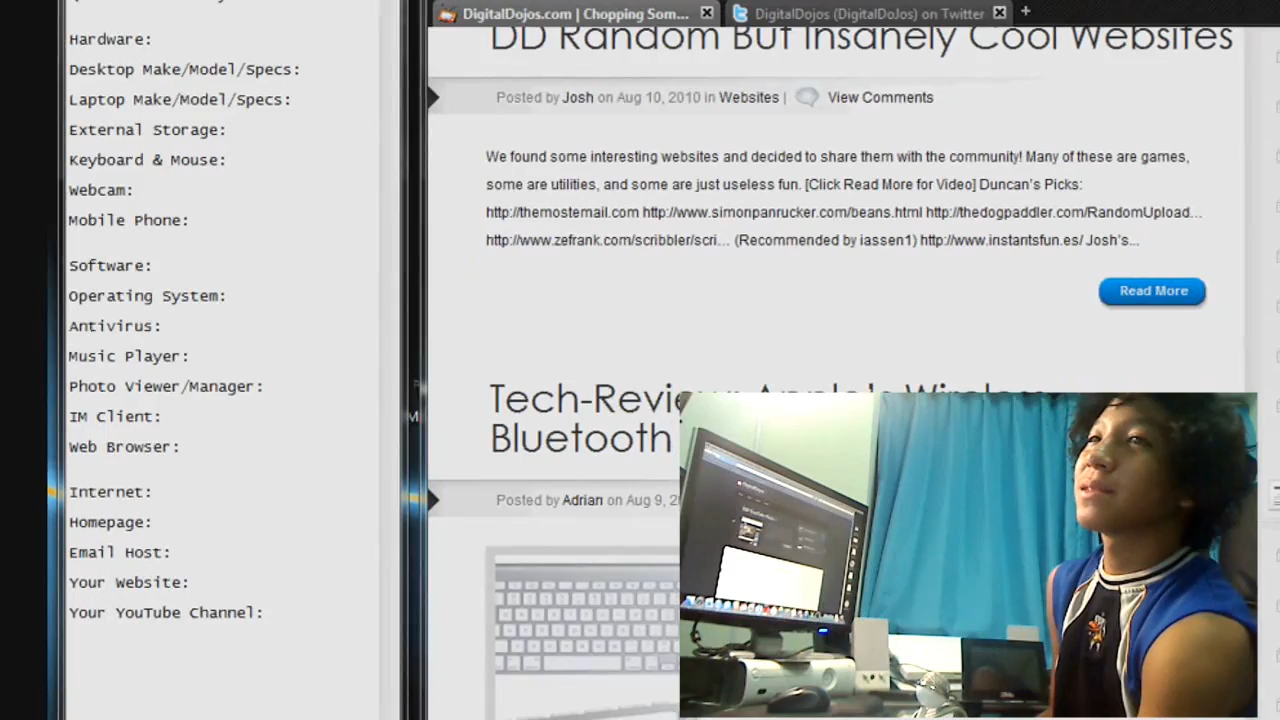 Hardware:
Desktop Make/Model/Specs:
Laptop Make/Model/Specs:
External Storage:
Keyboard & Mouse:
Webcam:
Mobile Phone:
Software:
Operating System:
Antivirus:
Music Player:
Photo Viewer/Manager:
IM Client:
Web Browser:
Internet:
Homepage:
Email Host:
Your Website:
Your YouTube Channel:
DigitalDojos.com | Chopping Som...
DigitalDojos (DigitalDoJos) on Twitter
DD Random But Insanely Cool Websites
Posted by Josh on Aug 10, 2010 in Websites | View Comments
We found some interesting websites and decided to share them with the community! Many of these are games,
some are utilities, and some are just useless fun. [Click Read More for Video] Duncan's Picks:
http://themostemail.com http://www.simonpanrucker.com/beans.html http://thedogpaddler.com/RandomUpload...
http://www.zefrank.com/scribbler/scri... (Recommended by iassen1) http://www.instantsfun.es/ Josh's...
Read More
Tech-Review: Apple's Wireless
Bluetooth
Posted by Adrian on Aug 9, 2